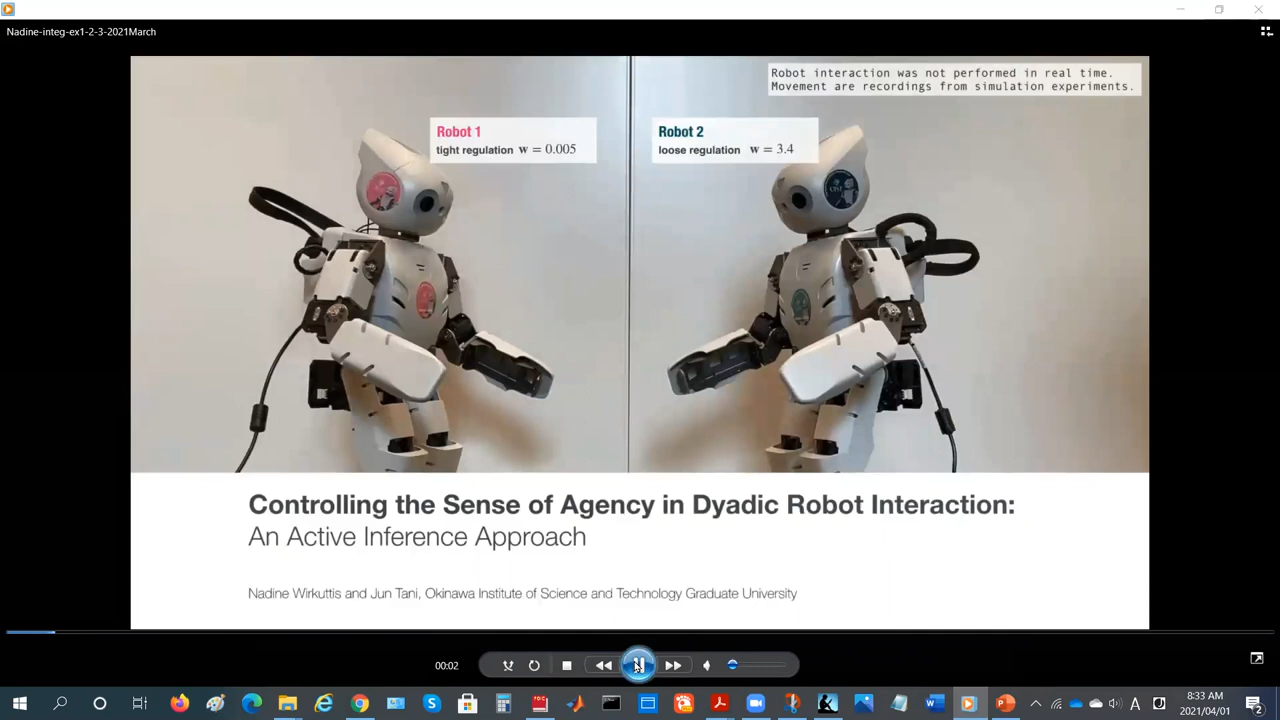 Nadine-integ-ex1-2-3-2021March
Robot interaction was not performed in real time.
Movement are recordings from simulation experiments.
Robot 1
tight regulation w = 0.005
Robot 2
loose regulation w = 3.4
OIST
Controlling the Sense of Agency in Dyadic Robot Interaction:
An Active Inference Approach
Nadine Wirkuttis and Jun Tani, Okinawa Institute of Science and Technology Graduate University
00:02
8:33 AM
2021/04/01